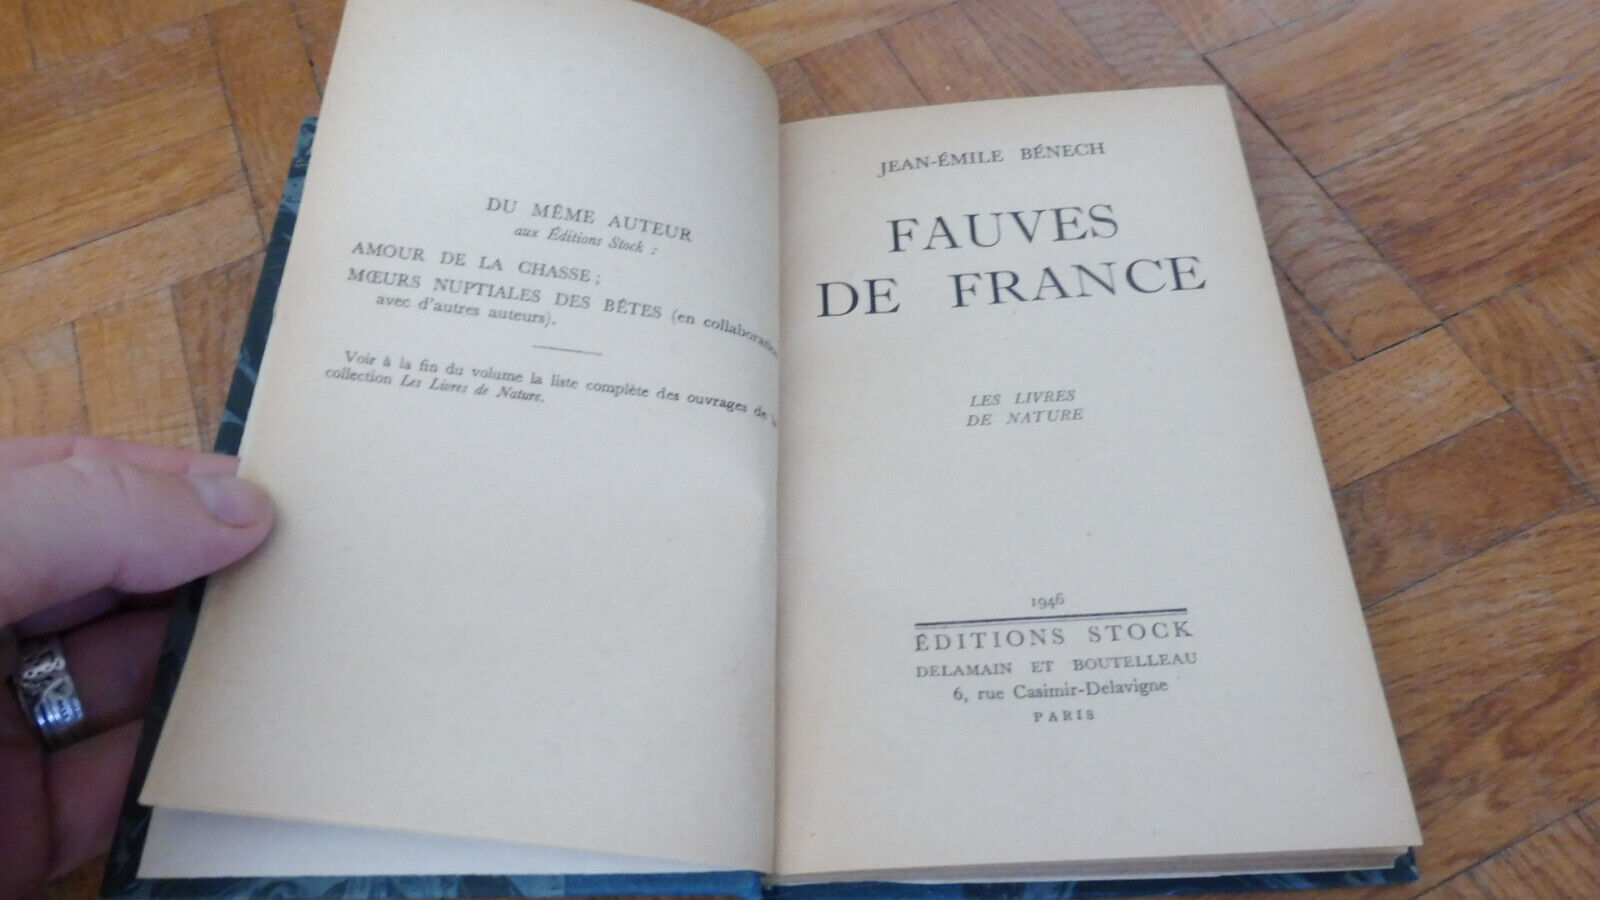 DU MÊME AUTEUR
aux Éditions Stock :
AMOUR DE LA CHASSE ;
MŒURS NUPTIALES DES BÊTES (en collaboration
avec d'autres auteurs).
Voir à la fin du volume la liste complète des ouvrages de la
collection Les Livres de Nature.
JEAN-ÉMILE BÉNECH
FAUVES
DE FRANCE
LES LIVRES
DE NATURE
1946
ÉDITIONS STOCK
DELAMAIN ET BOUTELLEAU
6, rue Casimir-Delavigne
PARIS